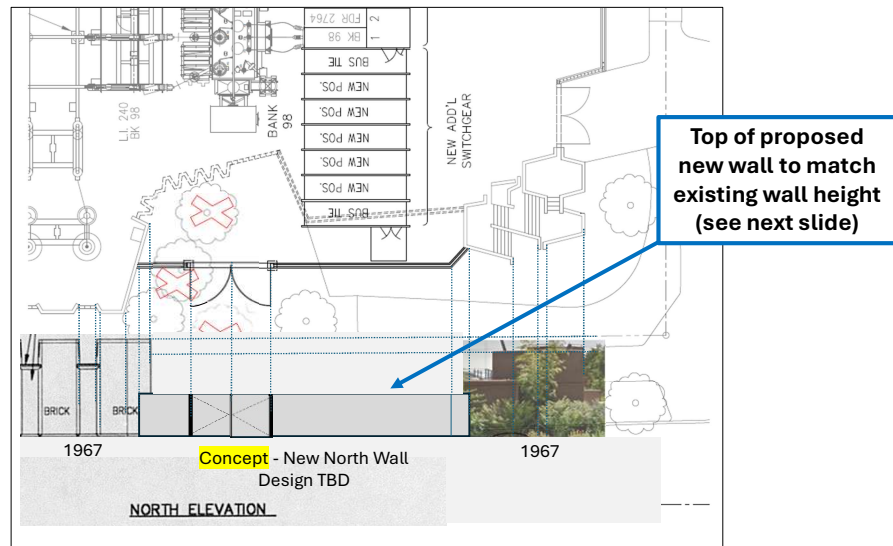 FDR 2764
BK 98
1 2
BUS TIE
NEW POS.
NEW POS.
NEW POS.
NEW POS.
NEW POS.
BUS TIE
LI. 240
BK 98
BANK
98
NEW ADD'L
SWITCHGEAR
Top of proposed
new wall to match
existing wall height
(see next slide)
BRICK
BRICK
1967
Concept - New North Wall
Design TBD
1967
NORTH ELEVATION